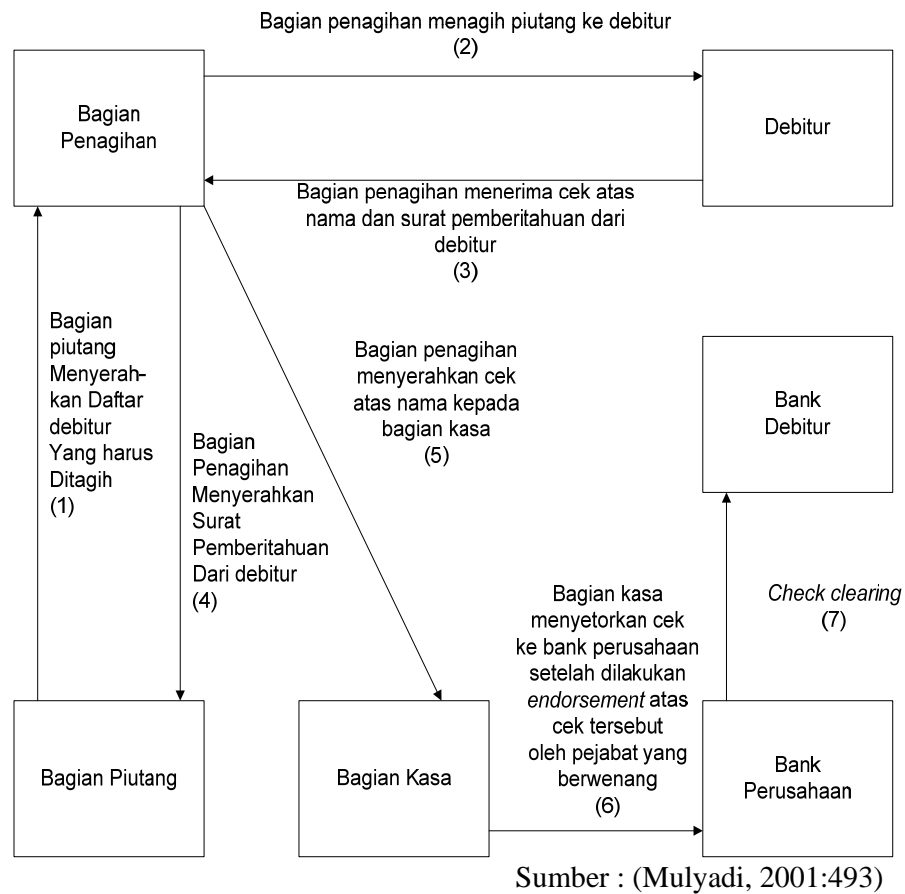 Bagian penagihan menagih piutang ke debitur
(2)
Bagian
Penagihan
Debitur
Bagian penagihan menerima cek atas
nama dan surat pemberitahuan dari
debitur
(3)
Bagian
piutang
Menyerah-
kan Daftar
debitur
Yang harus
Ditagih
(1)
Bagian
Penagihan
Menyerahkan
Surat
Pemberitahuan
Dari debitur
(4)
Bagian penagihan
menyerahkan cek
atas nama kepada
bagian kasa
(5)
Bank
Debitur
Bagian kasa
menyetorkan cek
ke bank perusahaan
setelah dilakukan
endorsement atas
cek tersebut
oleh pejabat yang
berwenang
(6)
Check clearing
(7)
Bagian Piutang
Bagian Kasa
Bank
Perusahaan
Sumber : (Mulyadi, 2001:493)